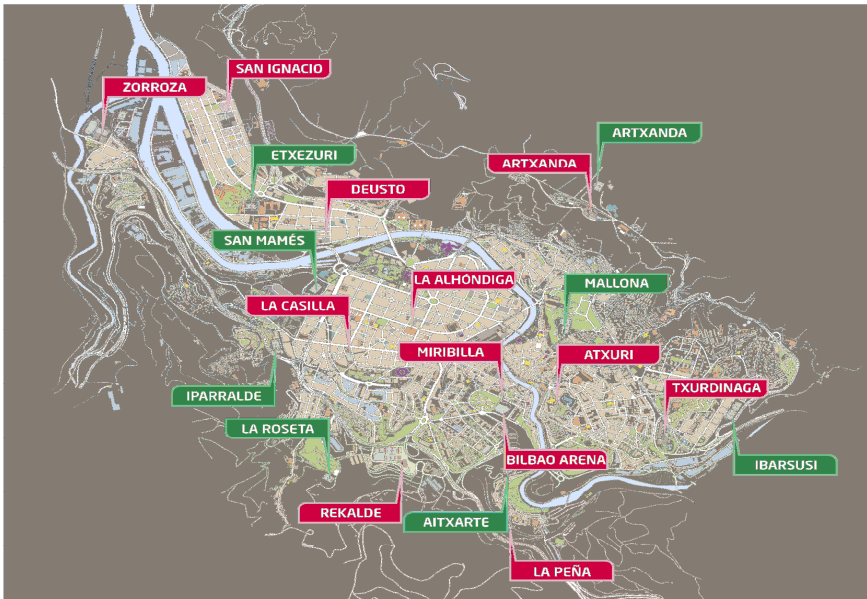 SAN IGNACIO
ZORROZA
ARTXANDA
ETXEZURI
ARTXANDA
DEUSTO
SAN MAMÉS
LA ALHÓNDIGA
MALLONA
LA CASILLA
MIRIBILLA
ATXURI
TXURDINAGA
IPARRALDE
LA ROSETA
BILBAO ARENA
IBARSUSI
REKALDE
AITXARTE
LA PEÑA